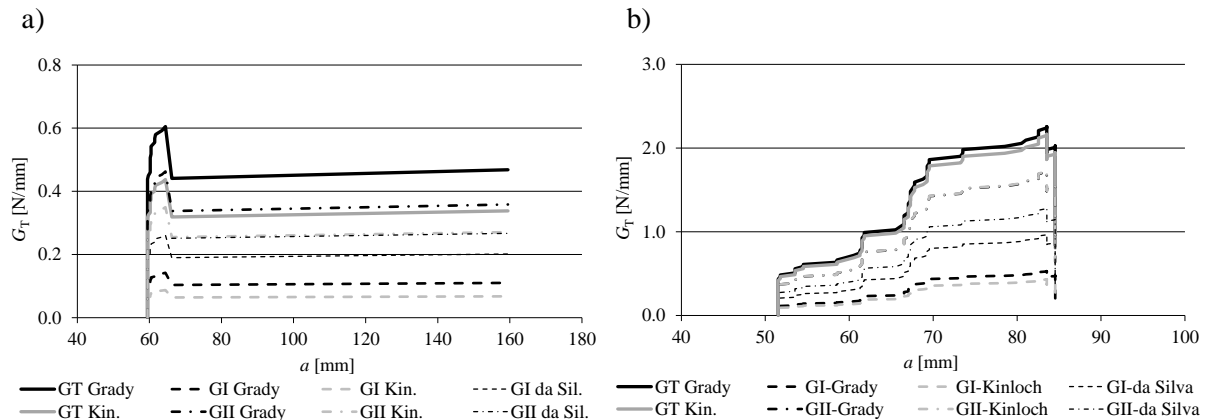 a)
b)
0.8
0.6
0.4
0.2
0.0
G_T [N/mm]
40 60 80 100 120 140 160 180
a [mm]
GT Grady GI Grady GI Kin. GI da Sil.
GT Kin. GII Grady GII Kin. GII da Sil.
3.0
2.0
1.0
0.0
G_T [N/mm]
40 50 60 70 80 90 100
a [mm]
GT Grady GI-Grady GI-Kinloch GI-da Silva
GT Kin. GII-Grady GII-Kinloch GII-da Silva